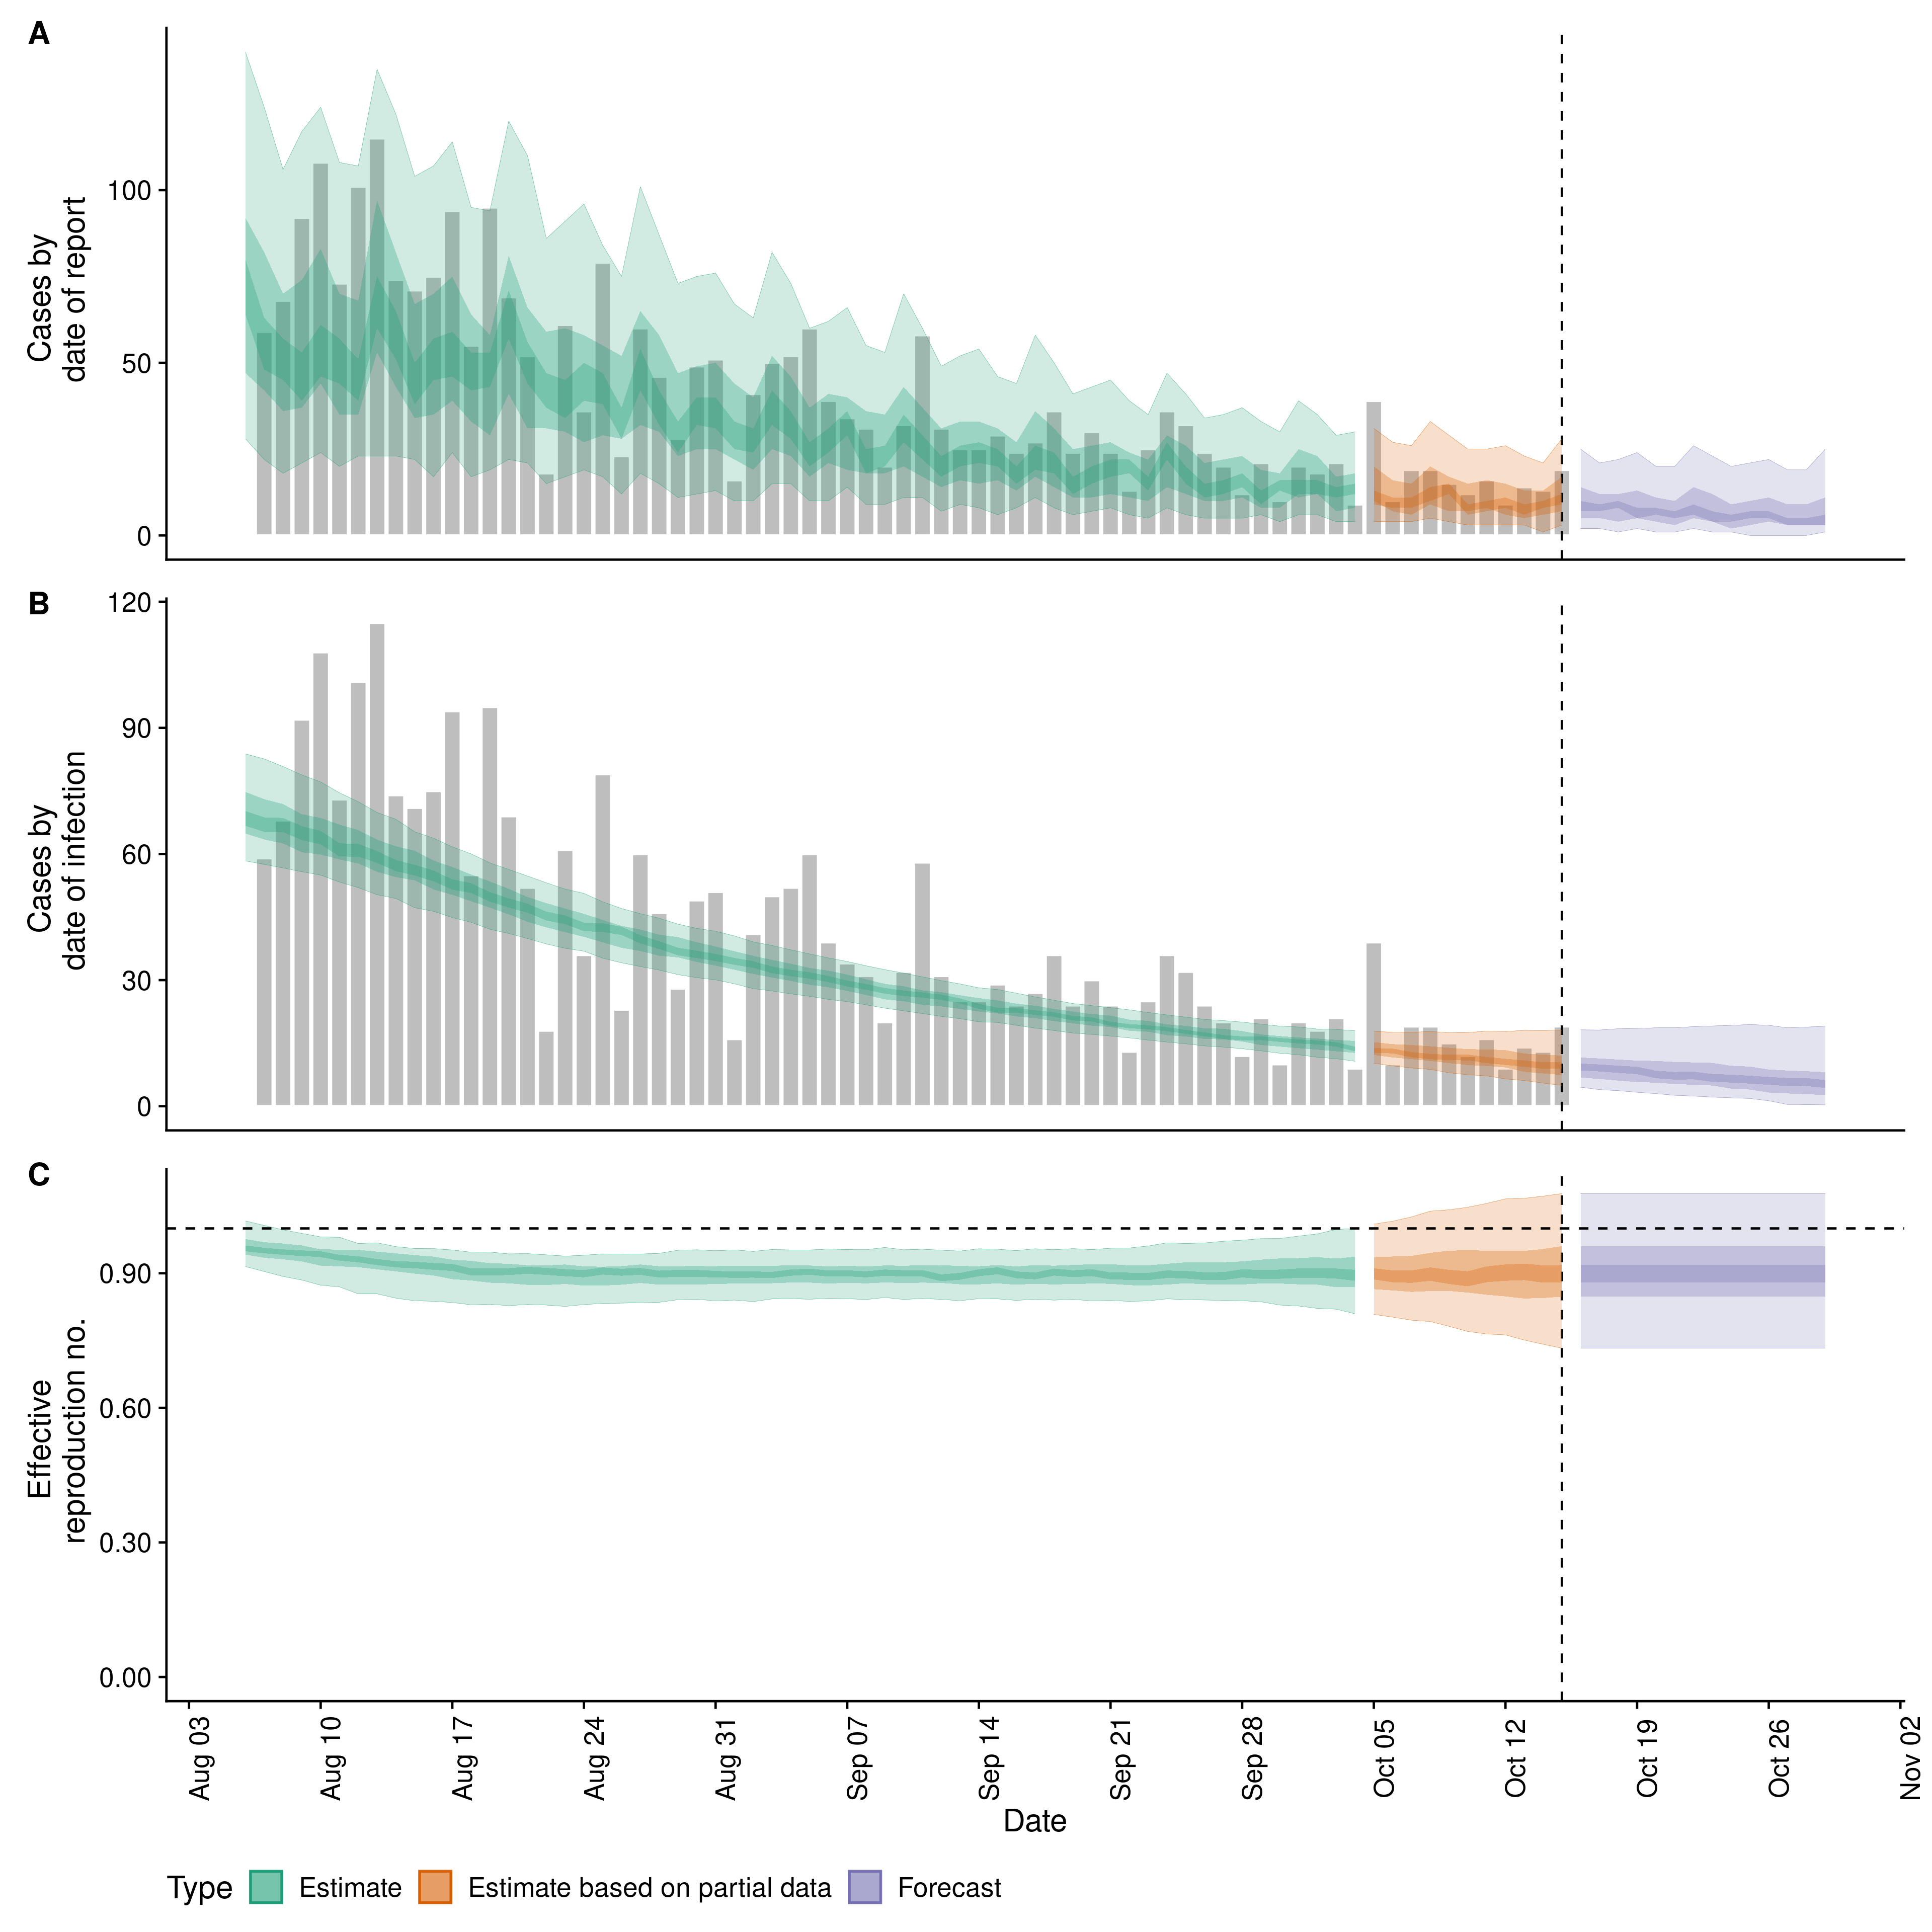 A
Cases by
date of report
100
50
0
B
Cases by
date of infection
120
90
60
30
0
C
Effective
reproduction no.
0.90
0.60
0.30
0.00
Aug 03
Aug 10
Aug 17
Aug 24
Aug 31
Sep 07
Sep 14
Sep 21
Sep 28
Oct 05
Oct 12
Oct 19
Oct 26
Nov 02
Date
Type Estimate Estimate based on partial data Forecast